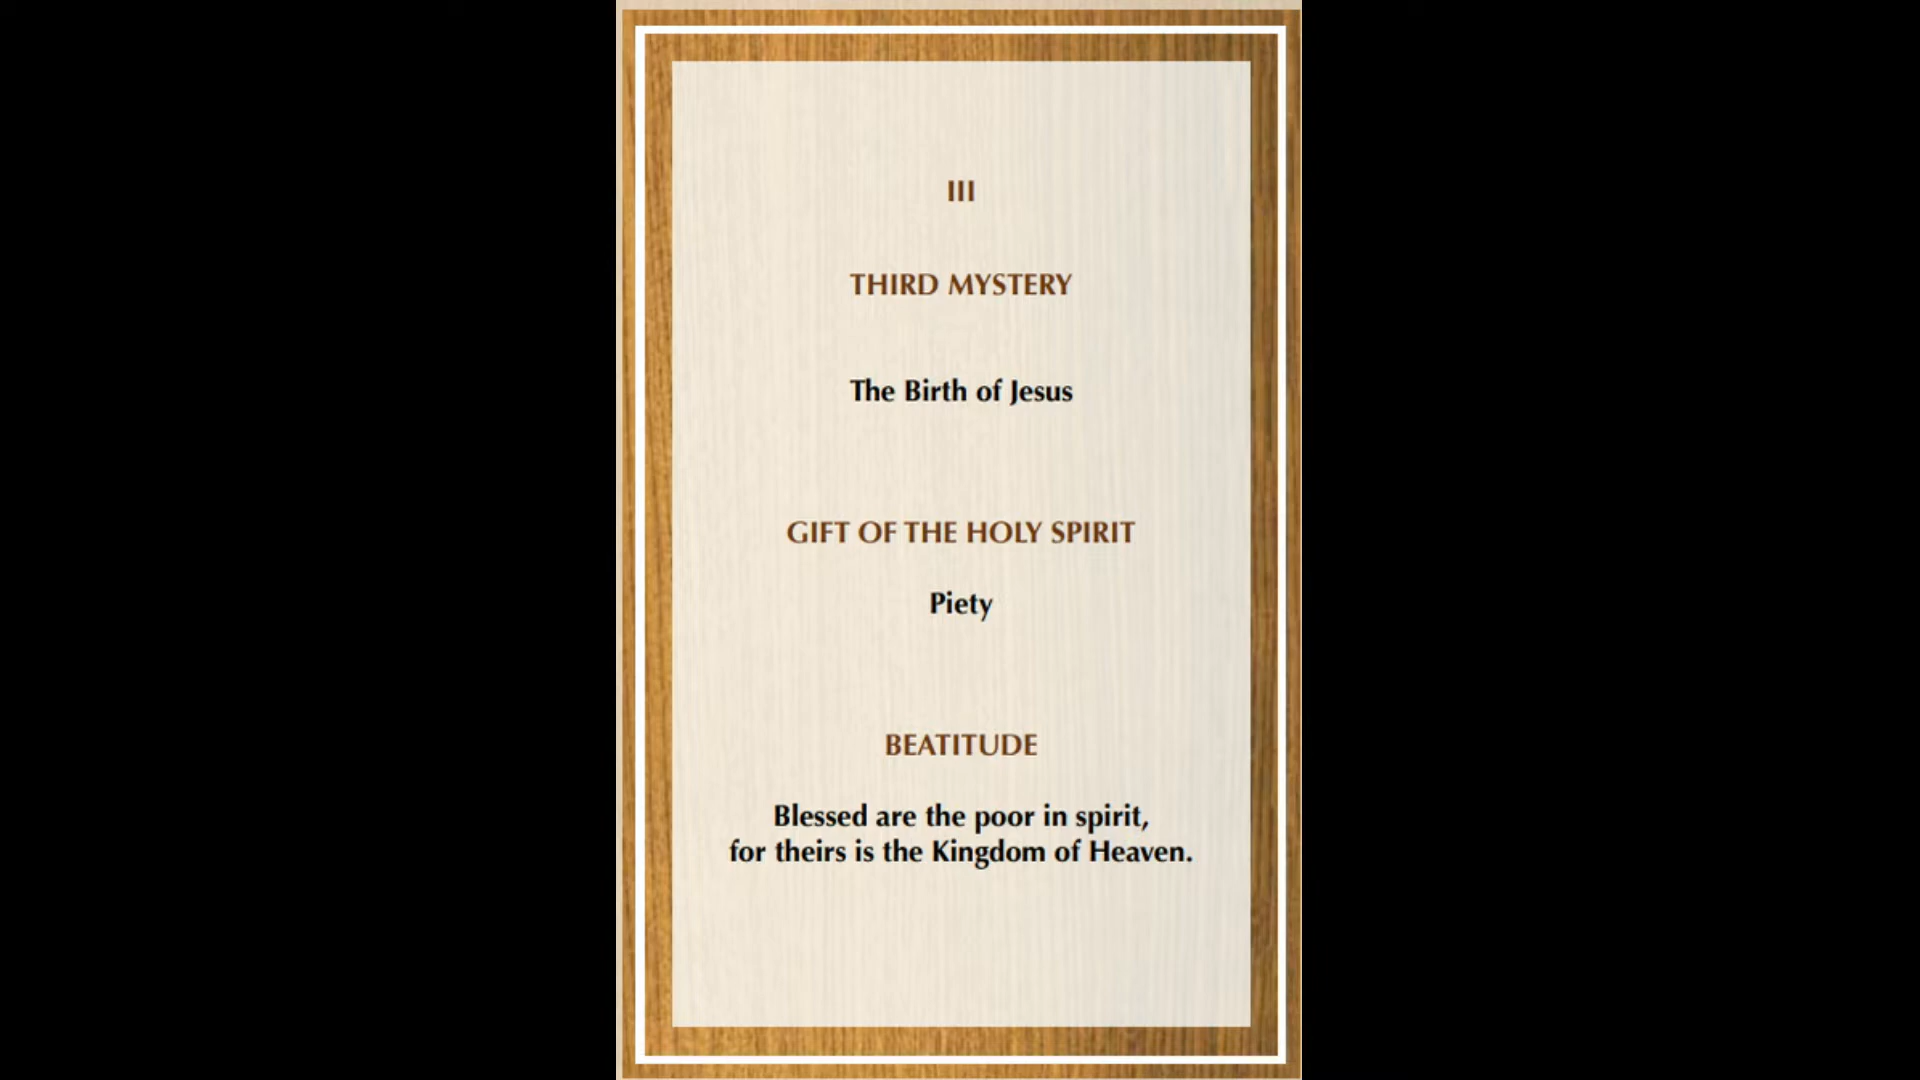 III
THIRD MYSTERY
The Birth of Jesus
GIFT OF THE HOLY SPIRIT
Piety
BEATITUDE
Blessed are the poor in spirit,
for theirs is the Kingdom of Heaven.